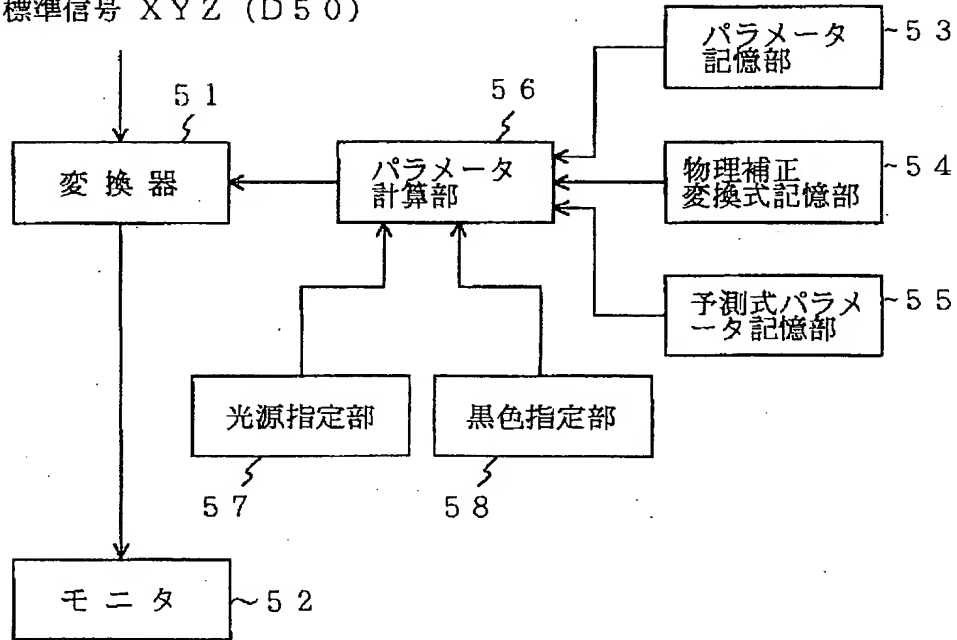 標準信号 XYZ (D50)
パラメータ
記憶部
53
51
56
変換器
パラメータ
計算部
物理補正
変換式記憶部
54
予測式パラメ
ータ記憶部
55
光源指定部
黒色指定部
57
58
モニタ
52